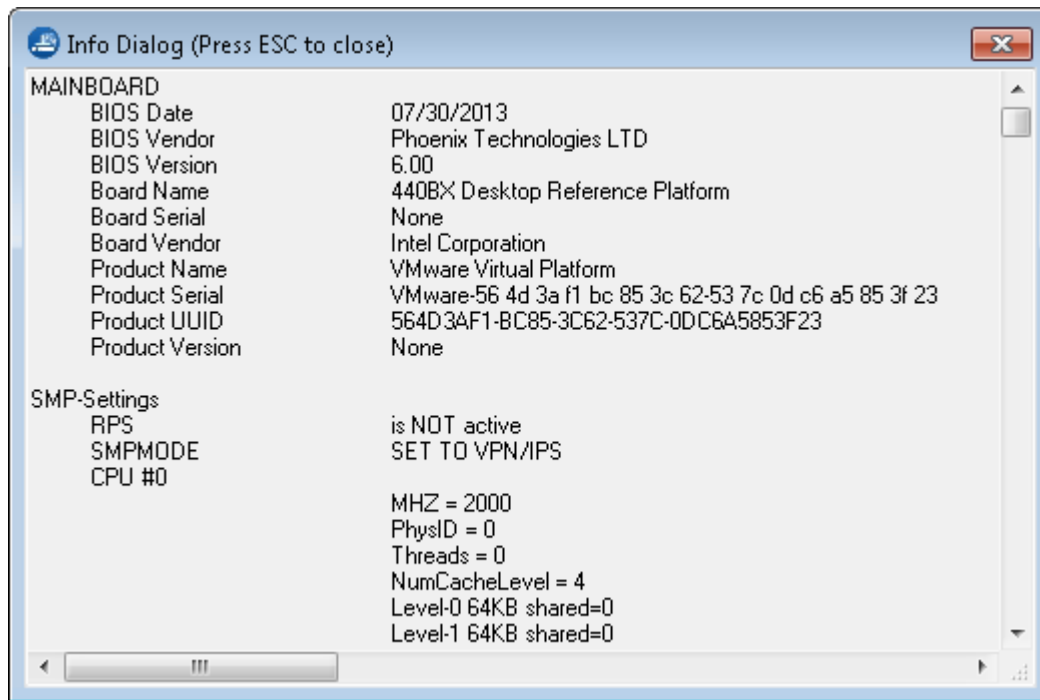 Info Dialog (Press ESC to close)
MAINBOARD
BIOS Date 07/30/2013
BIOS Vendor Phoenix Technologies LTD
BIOS Version 6.00
Board Name 440BX Desktop Reference Platform
Board Serial None
Board Vendor Intel Corporation
Product Name VMware Virtual Platform
Product Serial VMware-56 4d 3a f1 bc 85 3c 62-53 7c 0d c6 a5 85 3f 23
Product UUID 564D3AF1-BC85-3C62-537C-0DC6A5853F23
Product Version None
SMP-Settings
RPS is NOT active
SMPMODE SET TO VPN/IPS
CPU #0
MHZ = 2000
PhysID = 0
Threads = 0
NumCacheLevel = 4
Level-0 64KB shared=0
Level-1 64KB shared=0